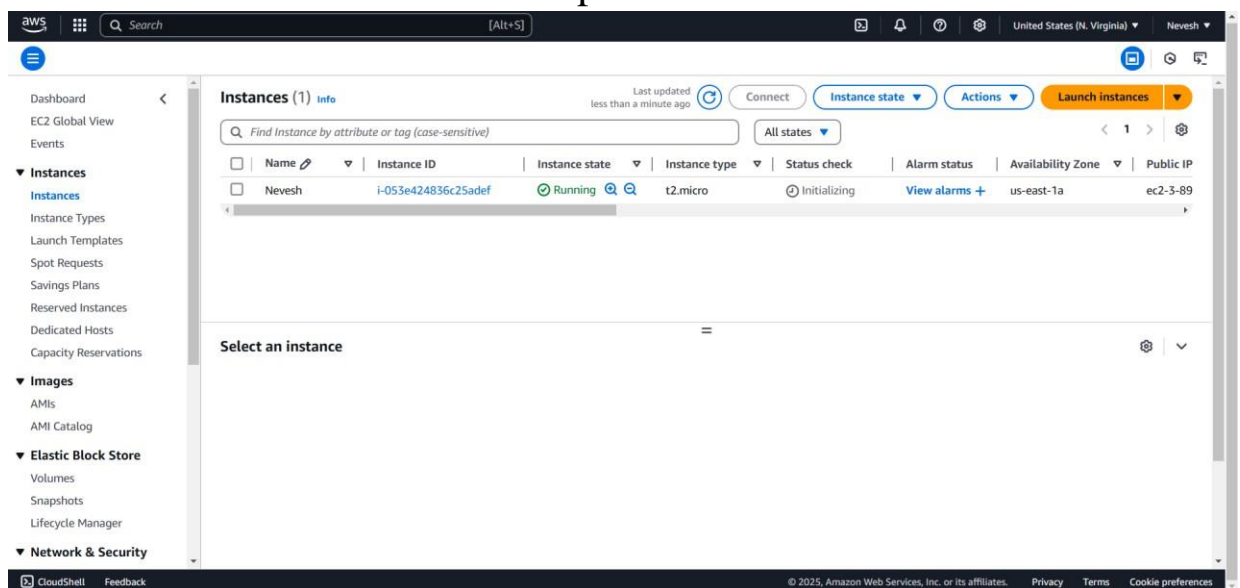 aws Search [Alt+S] United States (N. Virginia) Nevesh
Dashboard
EC2 Global View
Events
Instances
Instances
Instance Types
Launch Templates
Spot Requests
Savings Plans
Reserved Instances
Dedicated Hosts
Capacity Reservations
Images
AMIs
AMI Catalog
Elastic Block Store
Volumes
Snapshots
Lifecycle Manager
Network & Security
Instances (1) Info
Last updated
less than a minute ago
Connect Instance state Actions Launch instances
Find Instance by attribute or tag (case-sensitive) All states 1
Name Instance ID Instance state Instance type Status check Alarm status Availability Zone Public IP
Nevesh i-053e424836c25adef Running t2.micro Initializing View alarms + us-east-1a ec2-3-89
Select an instance
CloudShell Feedback © 2025, Amazon Web Services, Inc. or its affiliates. Privacy Terms Cookie preferences